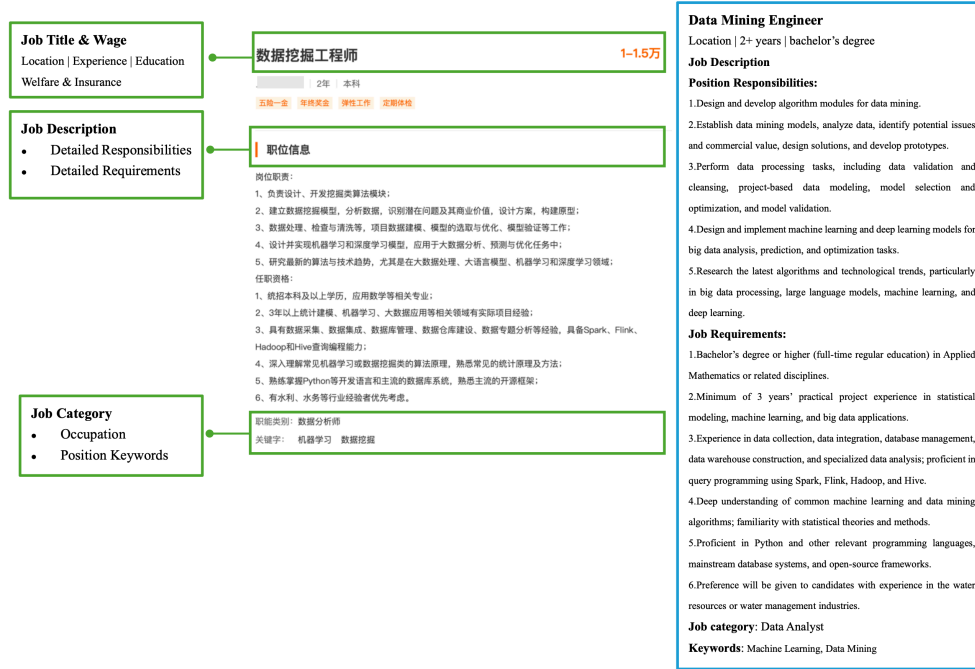 Job Title & Wage
Location | Experience | Education
Welfare & Insurance
Job Description
• Detailed Responsibilities
• Detailed Requirements
Job Category
• Occupation
• Position Keywords
数据挖掘工程师 1-1.5万
2年 | 本科
五险一金 年终奖金 弹性工作 定期体检
职位信息
岗位职责：
1、负责设计、开发挖掘类算法模块；
2、建立数据挖掘模型，分析数据，识别潜在问题及其商业价值，设计方案，构建原型；
3、数据处理、检查与清洗等，项目数据建模、模型的选取与优化、模型验证等工作；
4、设计并实现机器学习和深度学习模型，应用于大数据分析、预测与优化任务中；
5、研究最新的算法与技术趋势，尤其是在大数据处理、大语言模型、机器学习和深度学习领域；
任职资格：
1、统招本科及以上学历，应用数学等相关专业；
2、3年以上统计建模、机器学习、大数据应用等相关领域有实际项目经验；
3、具有数据采集、数据集成、数据库管理、数据仓库建设、数据专题分析等经验，具备Spark、Flink、
Hadoop和Hive查询编程能力；
4、深入理解常见机器学习或数据挖掘类的算法原理，熟悉常见的统计原理及方法；
5、熟练掌握Python等开发语言和主流的数据库系统，熟悉主流的开源框架；
6、有水利、水务等行业经验者优先考虑。
职能类别：数据分析师
关键字： 机器学习 数据挖掘
Data Mining Engineer
Location | 2+ years | bachelor’s degree
Job Description
Position Responsibilities:
1.Design and develop algorithm modules for data mining.
2.Establish data mining models, analyze data, identify potential issues
and commercial value, design solutions, and develop prototypes.
3.Perform data processing tasks, including data validation and
cleansing, project-based data modeling, model selection and
optimization, and model validation.
4.Design and implement machine learning and deep learning models for
big data analysis, prediction, and optimization tasks.
5.Research the latest algorithms and technological trends, particularly
in big data processing, large language models, machine learning, and
deep learning.
Job Requirements:
1.Bachelor’s degree or higher (full-time regular education) in Applied
Mathematics or related disciplines.
2.Minimum of 3 years’ practical project experience in statistical
modeling, machine learning, and big data applications.
3.Experience in data collection, data integration, database management,
data warehouse construction, and specialized data analysis; proficient in
query programming using Spark, Flink, Hadoop, and Hive.
4.Deep understanding of common machine learning and data mining
algorithms; familiarity with statistical theories and methods.
5.Proficient in Python and other relevant programming languages,
mainstream database systems, and open-source frameworks.
6.Preference will be given to candidates with experience in the water
resources or water management industries.
Job category: Data Analyst
Keywords: Machine Learning, Data Mining